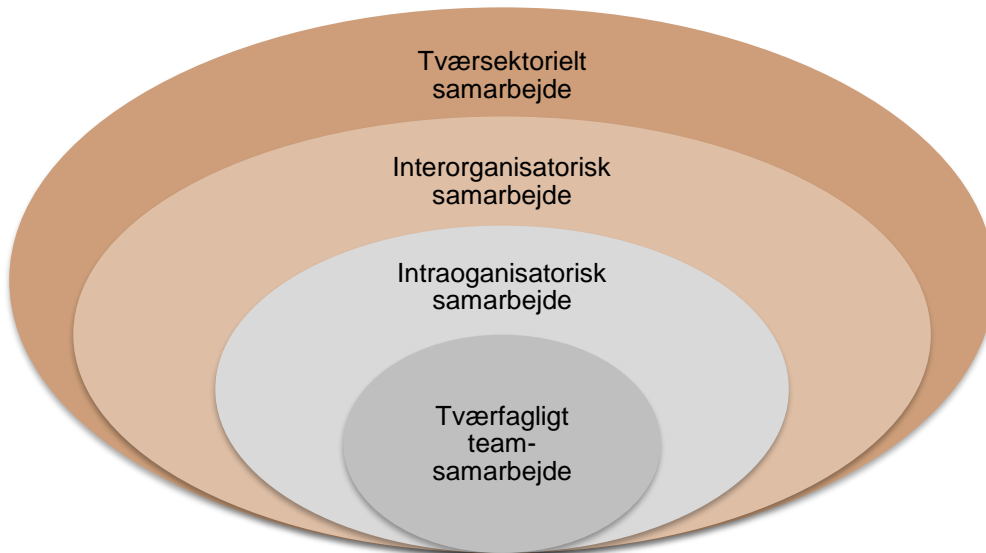 Tværsektorielt
samarbejde
Interorganisatorisk
samarbejde
Intraoganisatorisk
samarbejde
Tværfagligt
team-
samarbejde